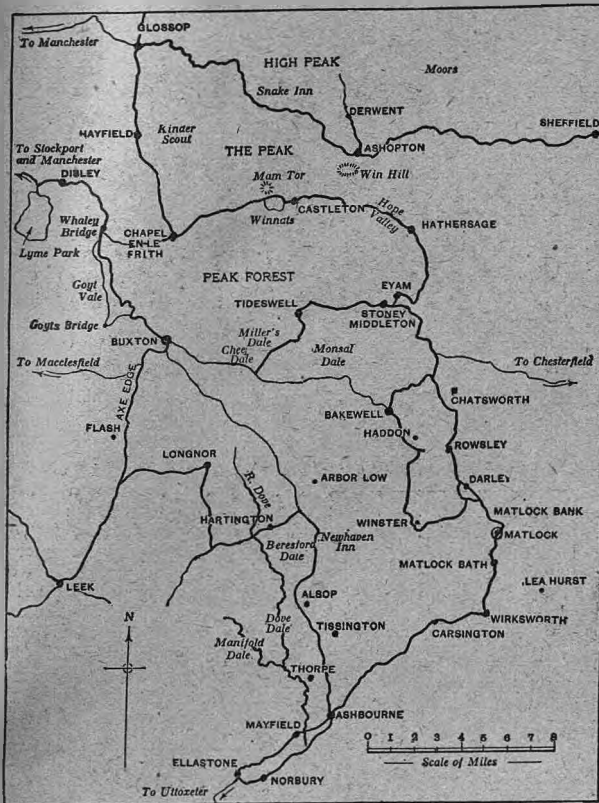 GLOSSOP
To Manchester
HIGH PEAK
Moors
Snake Inn
DERWENT
SHEFFIELD
HAYFIELD
Kinder
Scout
ASHOPTON
To Stockport
and Manchester
THE PEAK
Win Hill
DISLEY
Mam Tor
CASTLETON
Hope
Valley
Whaley
Bridge
Winnats
HATHERSAGE
CHAPEL
EN-LE
FRITH
Lyme Park
PEAK FOREST
EYAM
Goyt
Vale
TIDESWELL
STONEY
MIDDLETON
Goyts Bridge
Miller's
Dale
BUXTON
Chee
Dale
Monsal
Dale
To Macclesfield
To Chesterfield
AXE EDGE
CHATSWORTH
BAKEWELL
FLASH
HADDON
ROWSLEY
LONGNOR
R. Dove
ARBOR LOW
DARLEY
MATLOCK BANK
HARTINGTON
WINSTER
MATLOCK
Newhaven
Inn
Beresford
Dale
MATLOCK BATH
LEEK
LEA HURST
ALSOP
WIRKSWORTH
N
Dove
Dale
TISSINGTON
CARSINGTON
Manifold
Dale
THORPE
ASHBOURNE
MAYFIELD
0 1 2 3 4 5 6 7 8
Scale of Miles
ELLASTONE
NORBURY
To Uttoxeter